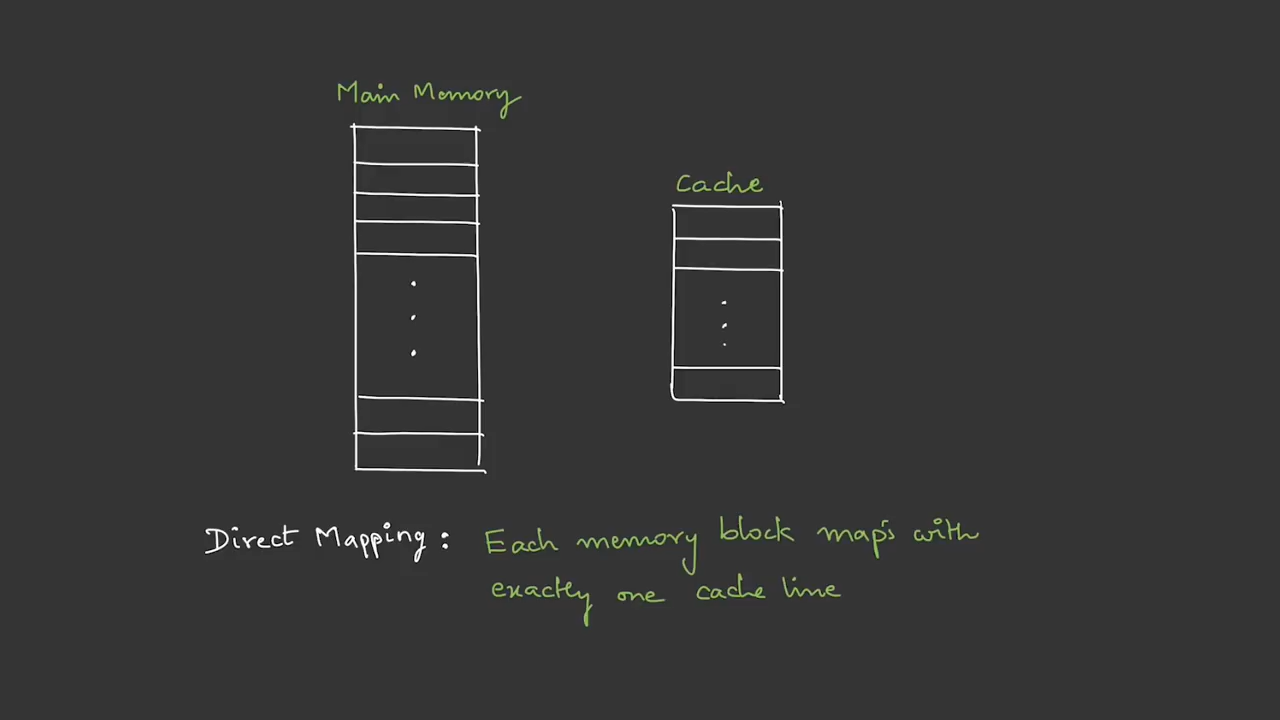 Main Memory
Cache
Direct Mapping : Each memory block maps with
exactly one cache line